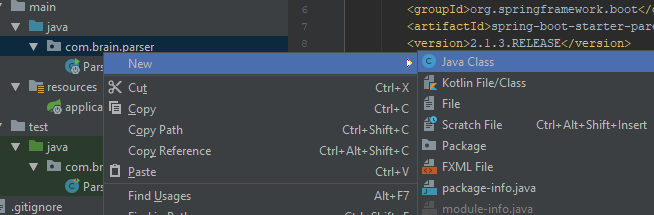 main
java
com.brain.parser
Pars
resources
applica
test
java
com.br
Pars
.gitignore
6 <groupId>org.springframework.boot</
7 <artifactId>spring-boot-starter-pare
8 <version>2.1.3.RELEASE</version>
New
Cut Ctrl+X
Copy Ctrl+C
Copy Path Ctrl+Shift+C
Copy Reference Ctrl+Alt+Shift+C
Paste Ctrl+V
Find Usages Alt+F7
Java Class
Kotlin File/Class
File
Scratch File Ctrl+Alt+Shift+Insert
Package
FXML File
package-info.java
module-info.java